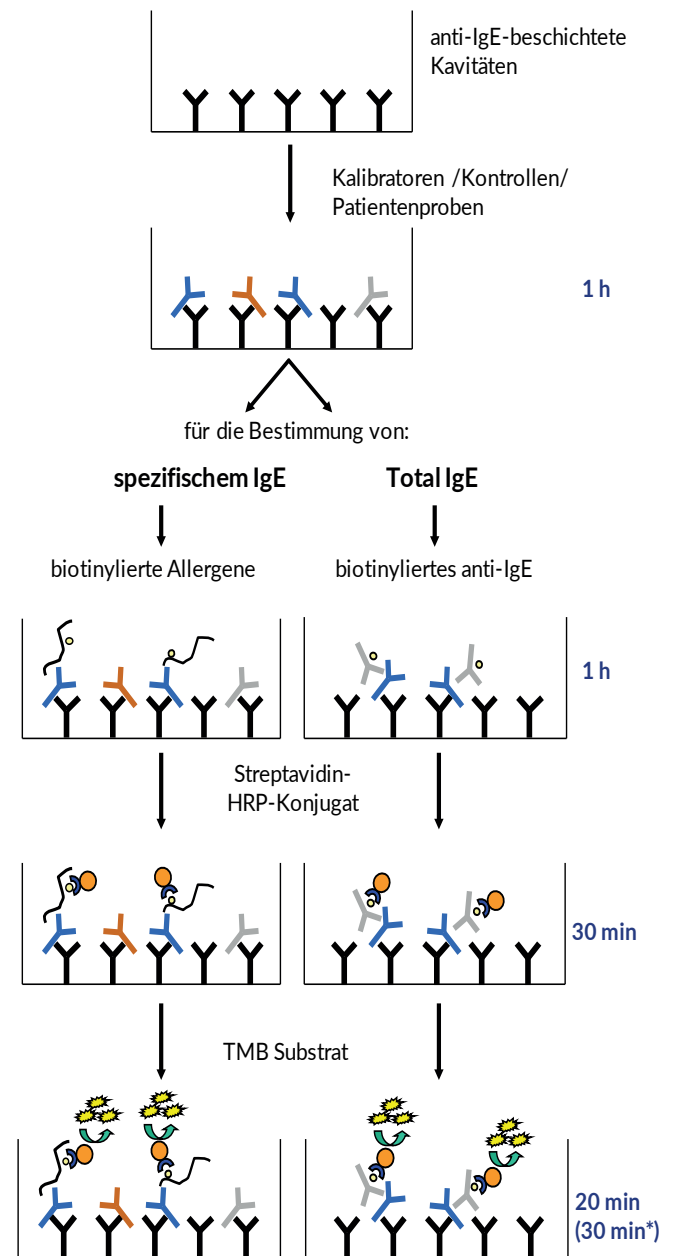 anti-IgE-beschichtete
Kavitäten
Kalibratoren /Kontrollen/
Patientenproben
1 h
für die Bestimmung von:
spezifischem IgE
Total IgE
biotinylierte Allergene
biotinyliertes anti-IgE
1 h
Streptavidin-
HRP-Konjugat
30 min
TMB Substrat
20 min
(30 min*)